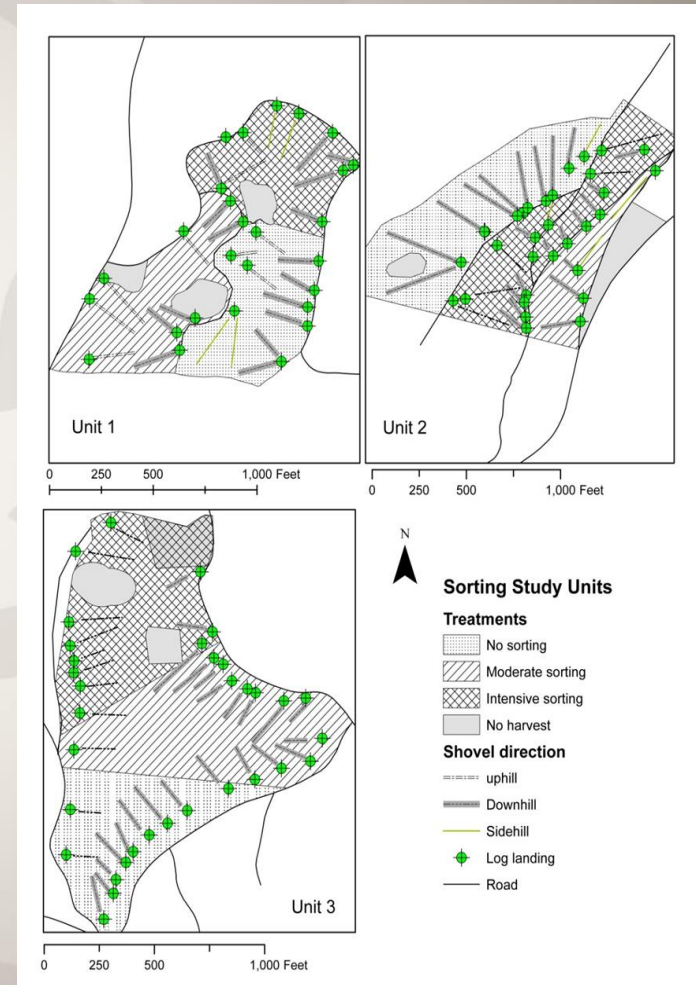 Unit 1
0 250 500 1,000 Feet
Unit 2
0 250 500 1,000 Feet
Unit 3
0 250 500 1,000 Feet
N
Sorting Study Units
Treatments
No sorting
Moderate sorting
Intensive sorting
No harvest
Shovel direction
uphill
Downhill
Sidehill
Log landing
Road